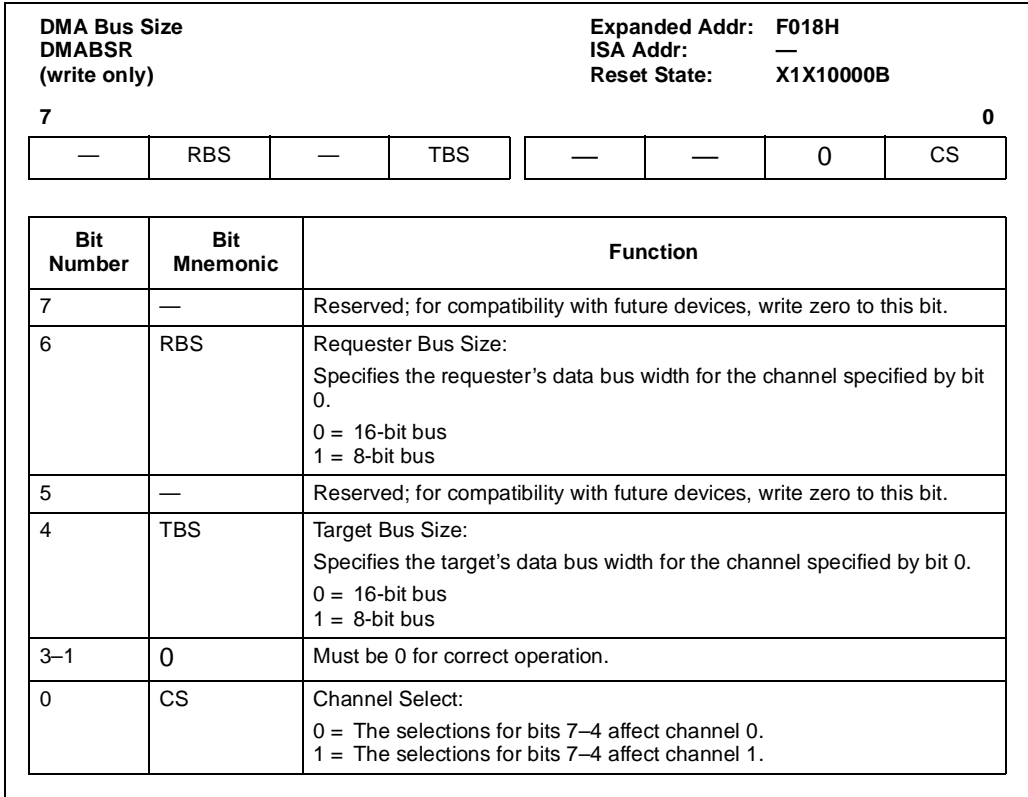 DMA Bus Size Expanded Addr: F018H
DMABSR ISA Addr: —
(write only) Reset State: X1X10000B
7 0
— RBS — TBS — — 0 CS
Bit Number Bit Mnemonic Function
7 — Reserved; for compatibility with future devices, write zero to this bit.
6 RBS Requester Bus Size:
Specifies the requester's data bus width for the channel specified by bit
0.
0 = 16-bit bus
1 = 8-bit bus
5 — Reserved; for compatibility with future devices, write zero to this bit.
4 TBS Target Bus Size:
Specifies the target's data bus width for the channel specified by bit 0.
0 = 16-bit bus
1 = 8-bit bus
3–1 0 Must be 0 for correct operation.
0 CS Channel Select:
0 = The selections for bits 7–4 affect channel 0.
1 = The selections for bits 7–4 affect channel 1.